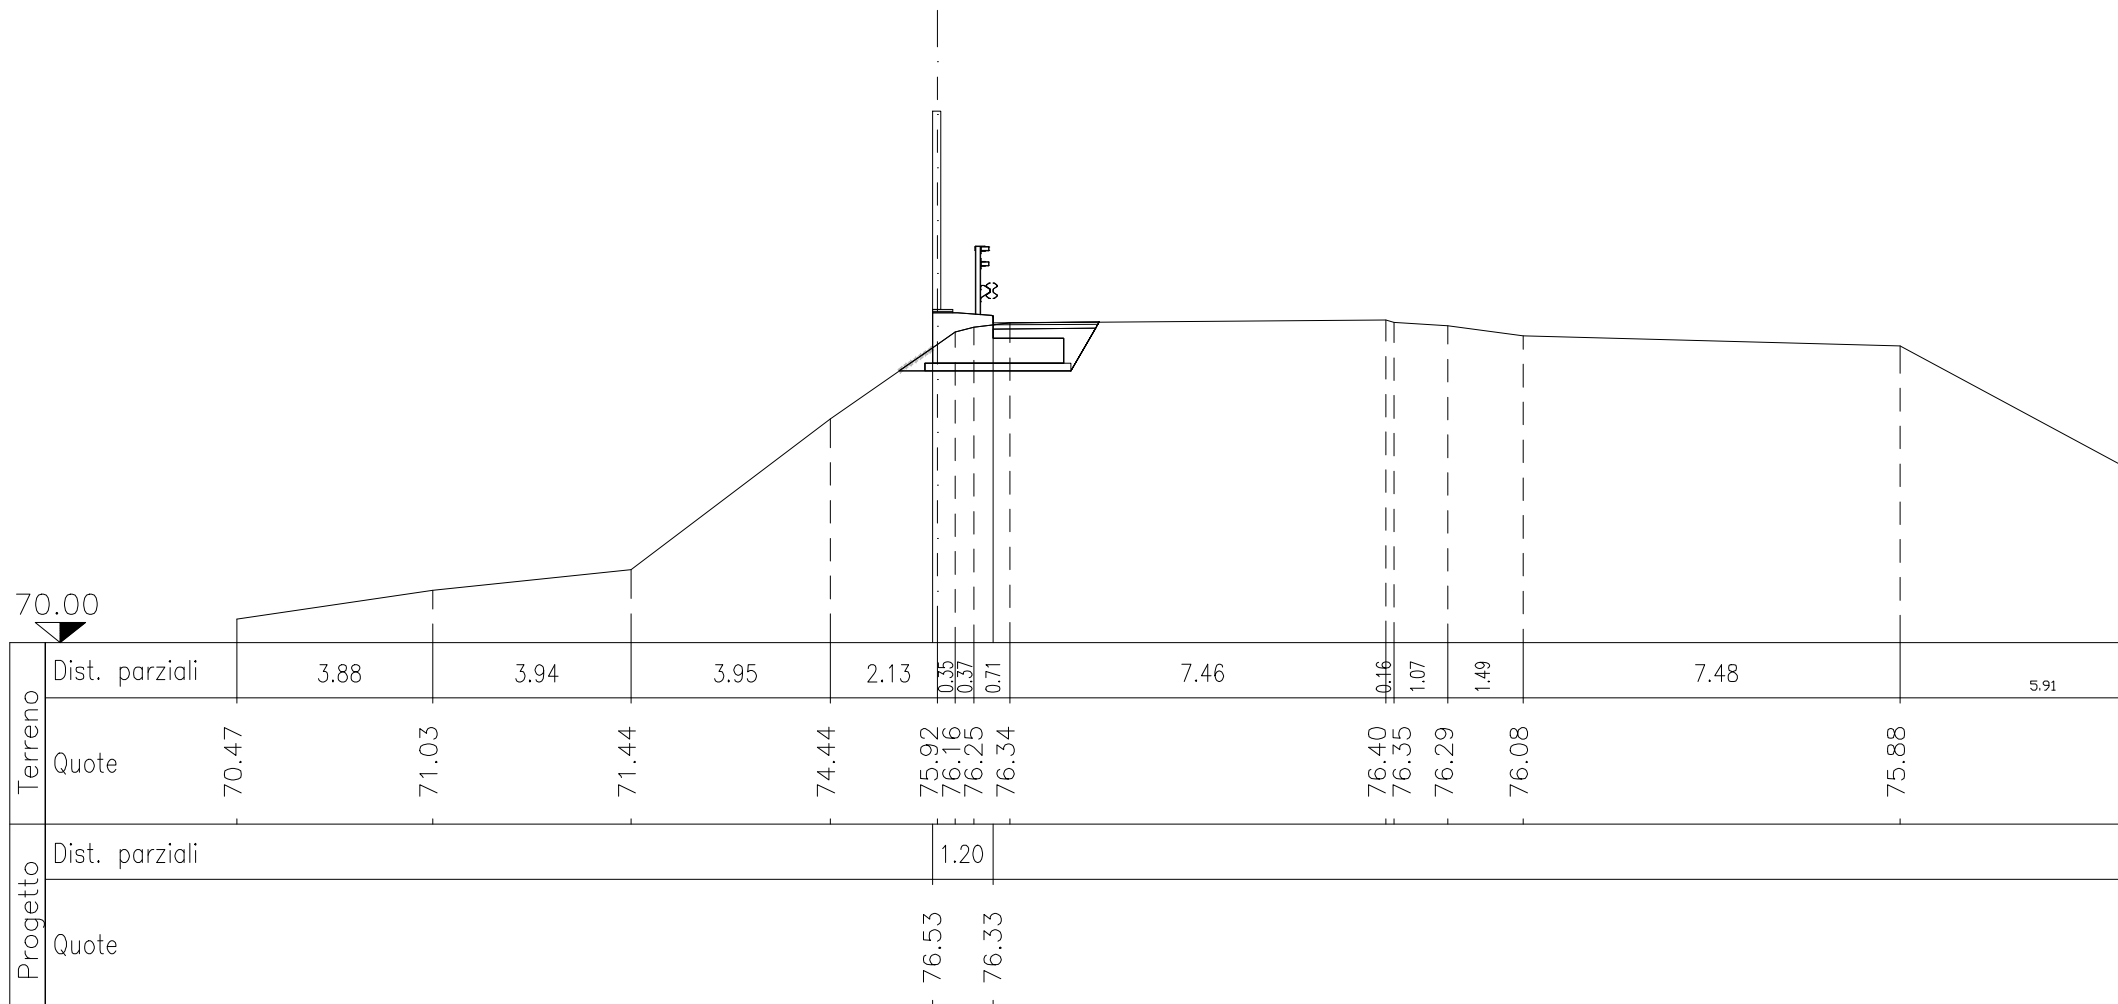 70.00
Terreno
Dist. parziali
3.88 3.94 3.95 2.13 0.35 0.37 0.71 7.46 0.16 1.07 1.49 7.48 5.91
Quote
70.47 71.03 71.44 74.44 75.92 76.16 76.25 76.34 76.40 76.35 76.29 76.08 75.88
Progetto
Dist. parziali
1.20
Quote
76.53 76.33